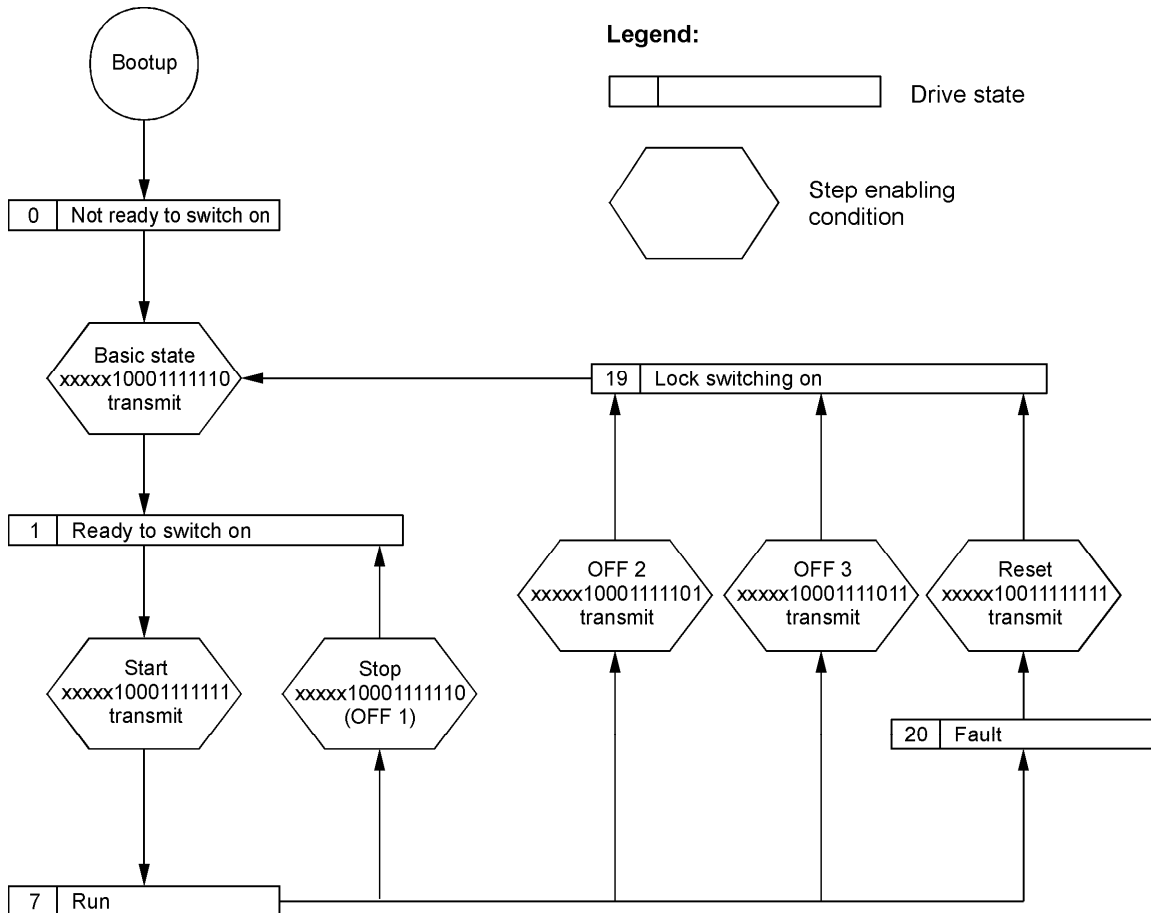 Bootup
Legend:
Drive state
Step enabling
condition
0 Not ready to switch on
Basic state
xxxxx10001111110
transmit
19 Lock switching on
1 Ready to switch on
OFF 2
xxxxx10001111101
transmit
OFF 3
xxxxx10001111011
transmit
Reset
xxxxx10011111111
transmit
Start
xxxxx10001111111
transmit
Stop
xxxxx10001111110
(OFF 1)
20 Fault
7 Run